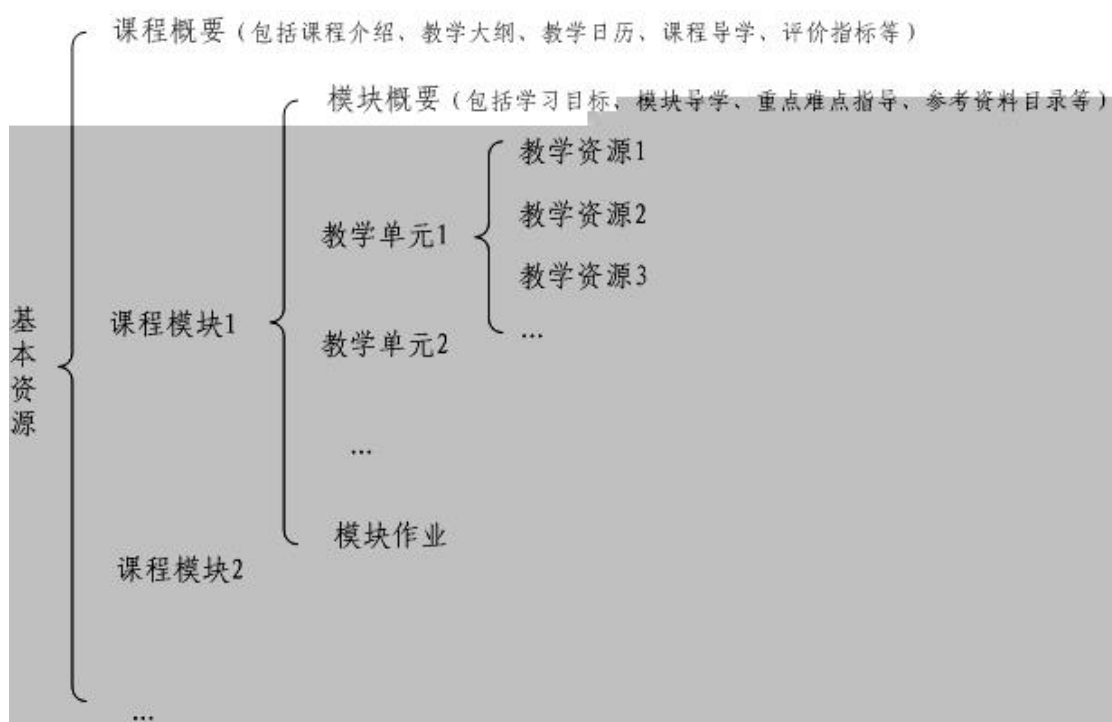 课程概要（包括课程介绍、教学大纲、教学日历、课程导学、评价指标等）
模块概要（包括学习目标、模块导学、重点难点指导、参考资料目录等）
教学资源1
教学资源2
教学单元1
教学资源3
基本资源
课程模块1
...
教学单元2
...
模块作业
课程模块2
...